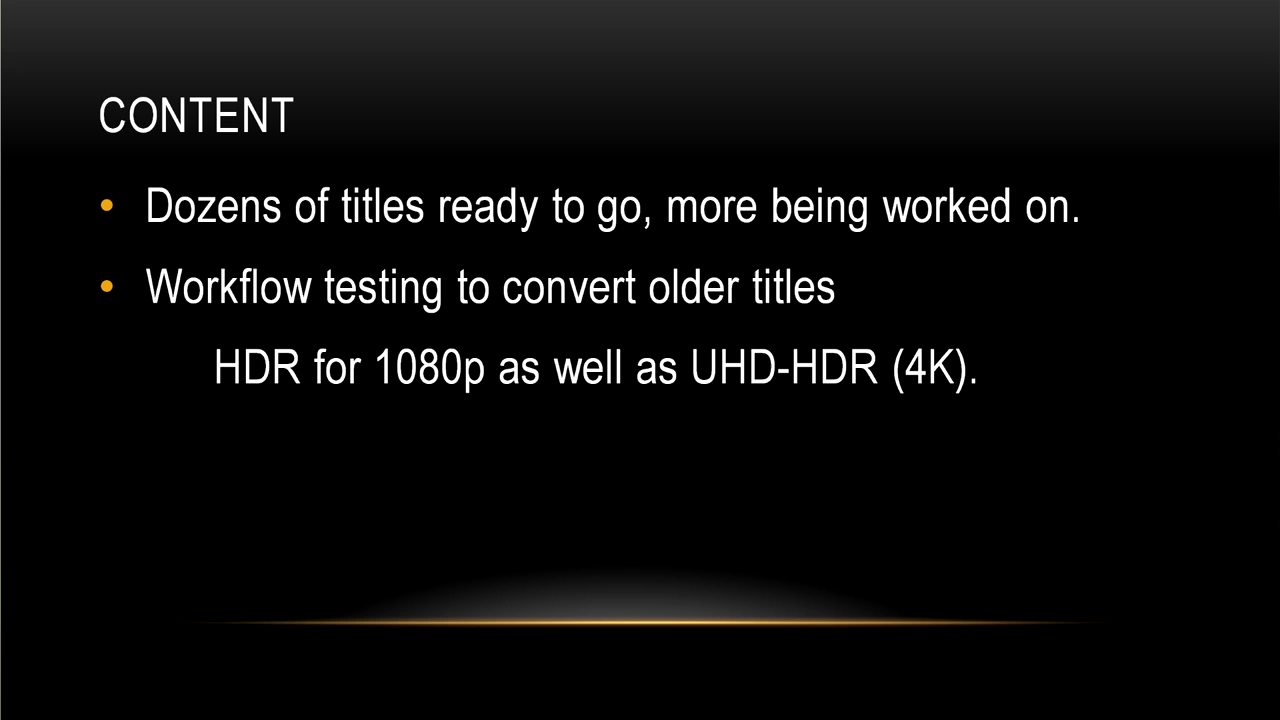 CONTENT
• Dozens of titles ready to go, more being worked on.
• Workflow testing to convert older titles
HDR for 1080p as well as UHD-HDR (4K).